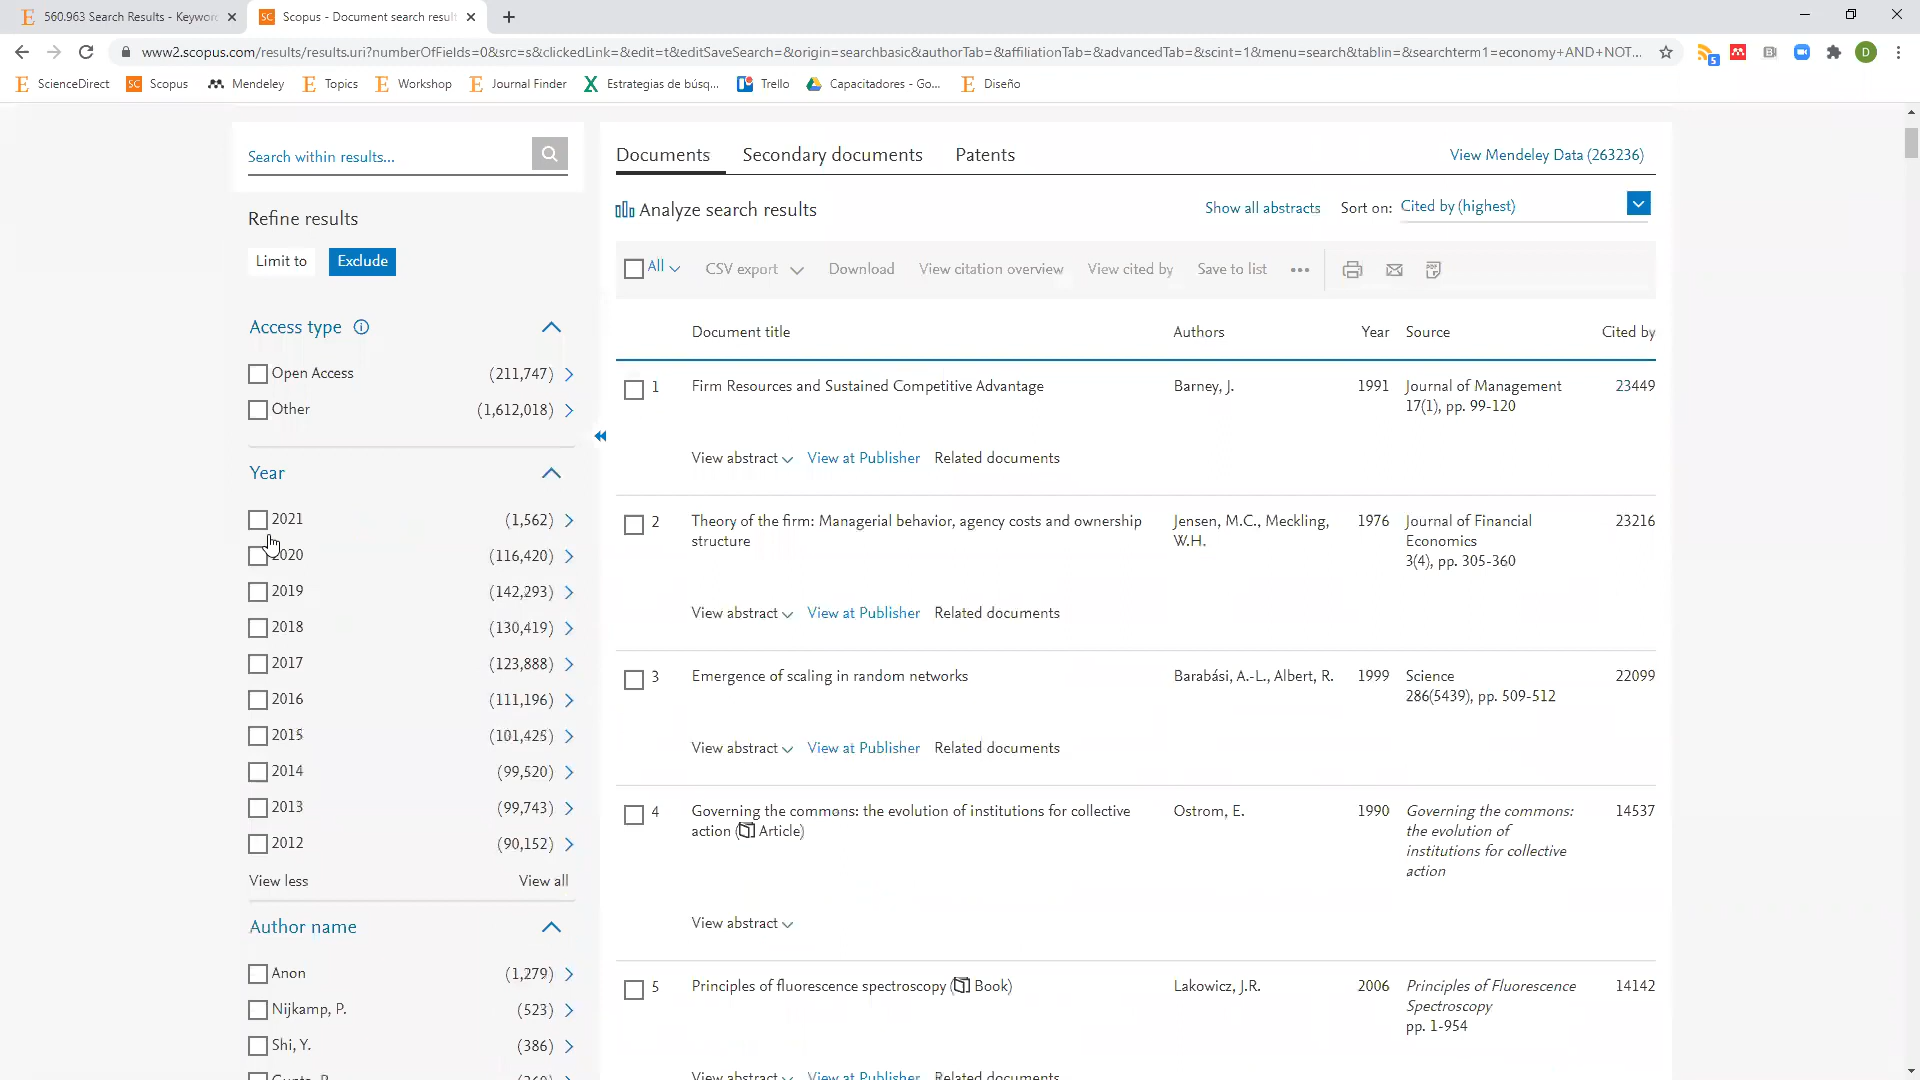 560.963 Search Results - Keywor
Scopus - Document search result
www2.scopus.com/results/results.uri?numberOfFields=0&src=s&clickedLink=&edit=t&editSaveSearch=&origin=searchbasic&authorTab=&affiliationTab=&advancedTab=&scint=1&menu=search&tablin=&searchterm1=economy+AND+NOT...
5
D
ScienceDirect
SC Scopus
Mendeley
Topics
Workshop
Journal Finder
Estrategias de búsq...
Trello
Capacitadores - Go...
Diseño
Search within results...
Refine results
Limit to
Exclude
Access type
Open Access (211,747)
Other (1,612,018)
Year
2021 (1,562)
2020 (116,420)
2019 (142,293)
2018 (130,419)
2017 (123,888)
2016 (111,196)
2015 (101,425)
2014 (99,520)
2013 (99,743)
2012 (90,152)
View less View all
Author name
Anon (1,279)
Nijkamp, P. (523)
Shi, Y. (386)
Documents Secondary documents Patents View Mendeley Data (263236)
Analyze search results Show all abstracts Sort on: Cited by (highest)
All CSV export Download View citation overview View cited by Save to list •••
Document title Authors Year Source Cited by
1 Firm Resources and Sustained Competitive Advantage Barney, J. 1991 Journal of Management 23449
17(1), pp. 99-120
View abstract View at Publisher Related documents
2 Theory of the firm: Managerial behavior, agency costs and ownership Jensen, M.C., Meckling, 1976 Journal of Financial 23216
structure W.H. Economics
3(4), pp. 305-360
View abstract View at Publisher Related documents
3 Emergence of scaling in random networks Barabási, A.-L., Albert, R. 1999 Science 22099
286(5439), pp. 509-512
View abstract View at Publisher Related documents
4 Governing the commons: the evolution of institutions for collective Ostrom, E. 1990 Governing the commons: 14537
action (Article) the evolution of
institutions for collective
action
View abstract
5 Principles of fluorescence spectroscopy (Book) Lakowicz, J.R. 2006 Principles of Fluorescence 14142
Spectroscopy
pp. 1-954
View abstract View at Publisher Related documents